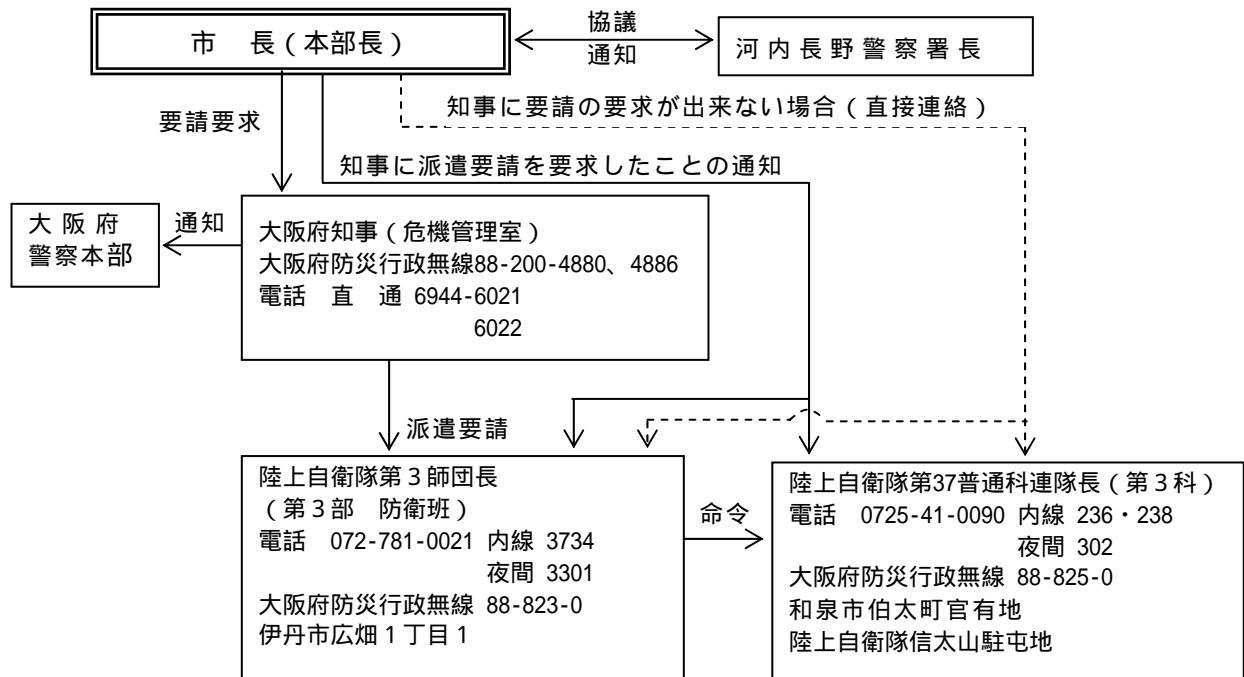 市　長（本部長）
協議
通知
河内長野警察署長
知事に要請の要求が出来ない場合（直接連絡）
要請要求
知事に派遣要請を要求したことの通知
大阪府
警察本部
通知
大阪府知事（危機管理室）
大阪府防災行政無線88-200-4880、4886
電話　直　通 6944-6021
6022
派遣要請
陸上自衛隊第３師団長
（第３部　防衛班）
電話　072-781-0021 内線 3734
夜間 3301
大阪府防災行政無線 88-823-0
伊丹市広畑１丁目１
命令
陸上自衛隊第37普通科連隊長（第３科）
電話　0725-41-0090 内線 236・238
夜間 302
大阪府防災行政無線 88-825-0
和泉市伯太町官有地
陸上自衛隊信太山駐屯地